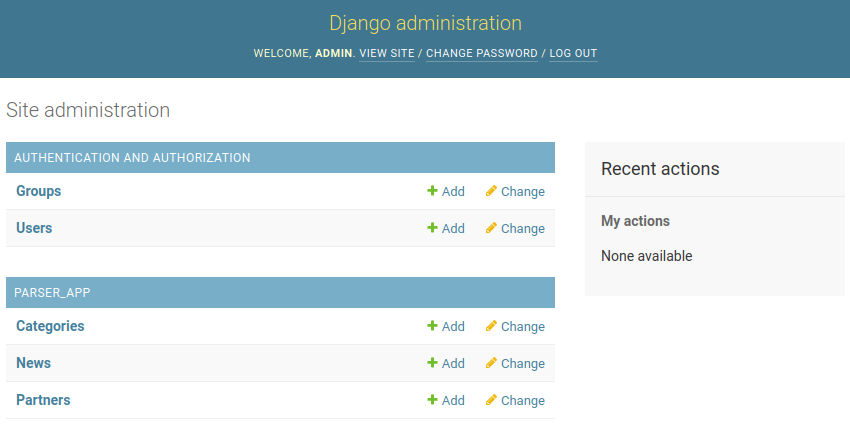 Django administration
WELCOME, ADMIN. VIEW SITE / CHANGE PASSWORD / LOG OUT
Site administration
AUTHENTICATION AND AUTHORIZATION
Groups Add Change
Users Add Change
PARSER_APP
Categories Add Change
News Add Change
Partners Add Change
Recent actions
My actions
None available